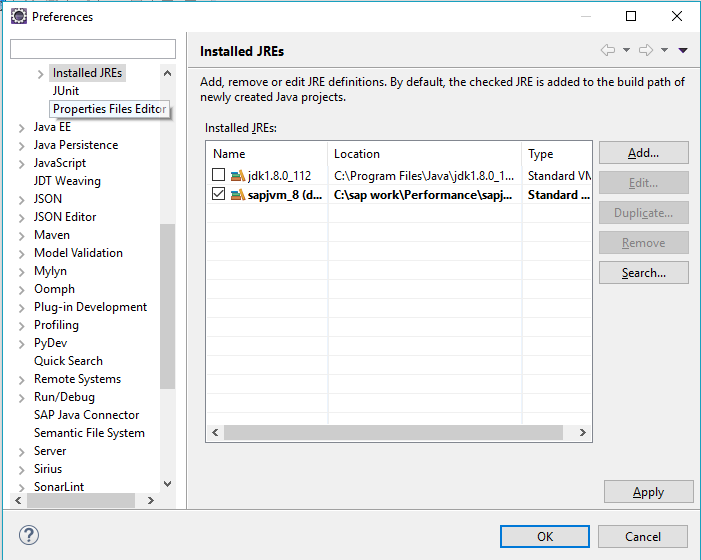 Preferences
Installed JREs
JUnit
Properties Files Editor
Java EE
Java Persistence
JavaScript
JDT Weaving
JSON
JSON Editor
Maven
Model Validation
Mylyn
Oomph
Plug-in Development
Profiling
PyDev
Quick Search
Remote Systems
Run/Debug
SAP Java Connector
Semantic File System
Server
Sirius
SonarLint
Installed JREs
Add, remove or edit JRE definitions. By default, the checked JRE is added to the build path of
newly created Java projects.
Installed JREs:
Name Location Type
jdk1.8.0_112 C:\Program Files\Java\jdk1.8.0_1... Standard VM
sapjvm_8 (d... C:\sap work\Performance\sapj... Standard ...
Add...
Edit...
Duplicate...
Remove
Search...
Apply
?
OK Cancel